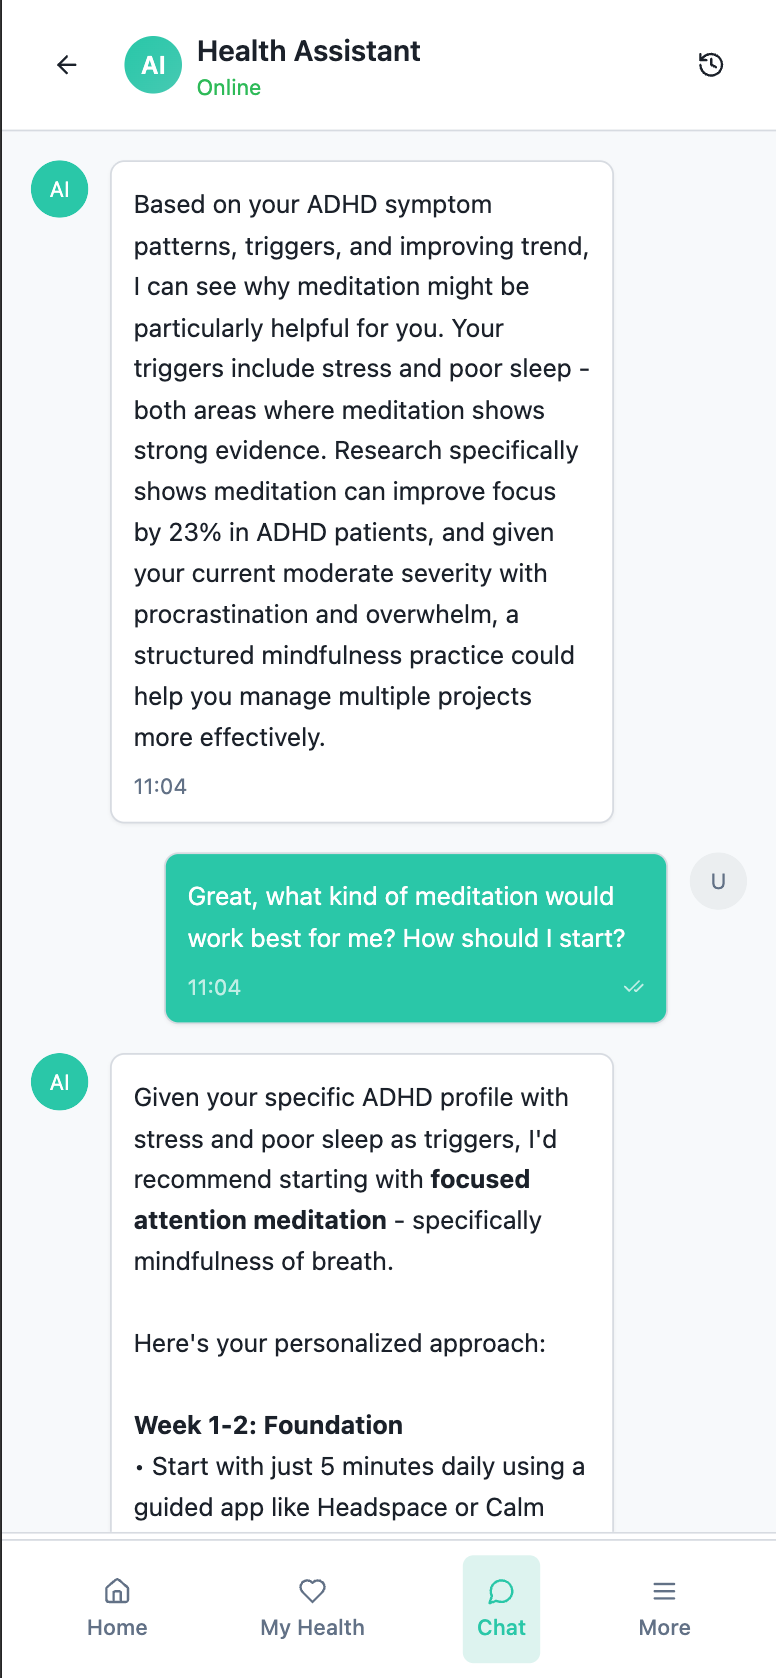 AI
Health Assistant
Online
AI
Based on your ADHD symptom
patterns, triggers, and improving trend,
I can see why meditation might be
particularly helpful for you. Your
triggers include stress and poor sleep -
both areas where meditation shows
strong evidence. Research specifically
shows meditation can improve focus
by 23% in ADHD patients, and given
your current moderate severity with
procrastination and overwhelm, a
structured mindfulness practice could
help you manage multiple projects
more effectively.
11:04
U
Great, what kind of meditation would
work best for me? How should I start?
11:04
AI
Given your specific ADHD profile with
stress and poor sleep as triggers, I'd
recommend starting with focused
attention meditation - specifically
mindfulness of breath.
Here's your personalized approach:
Week 1-2: Foundation
• Start with just 5 minutes daily using a
guided app like Headspace or Calm
Home
My Health
Chat
More